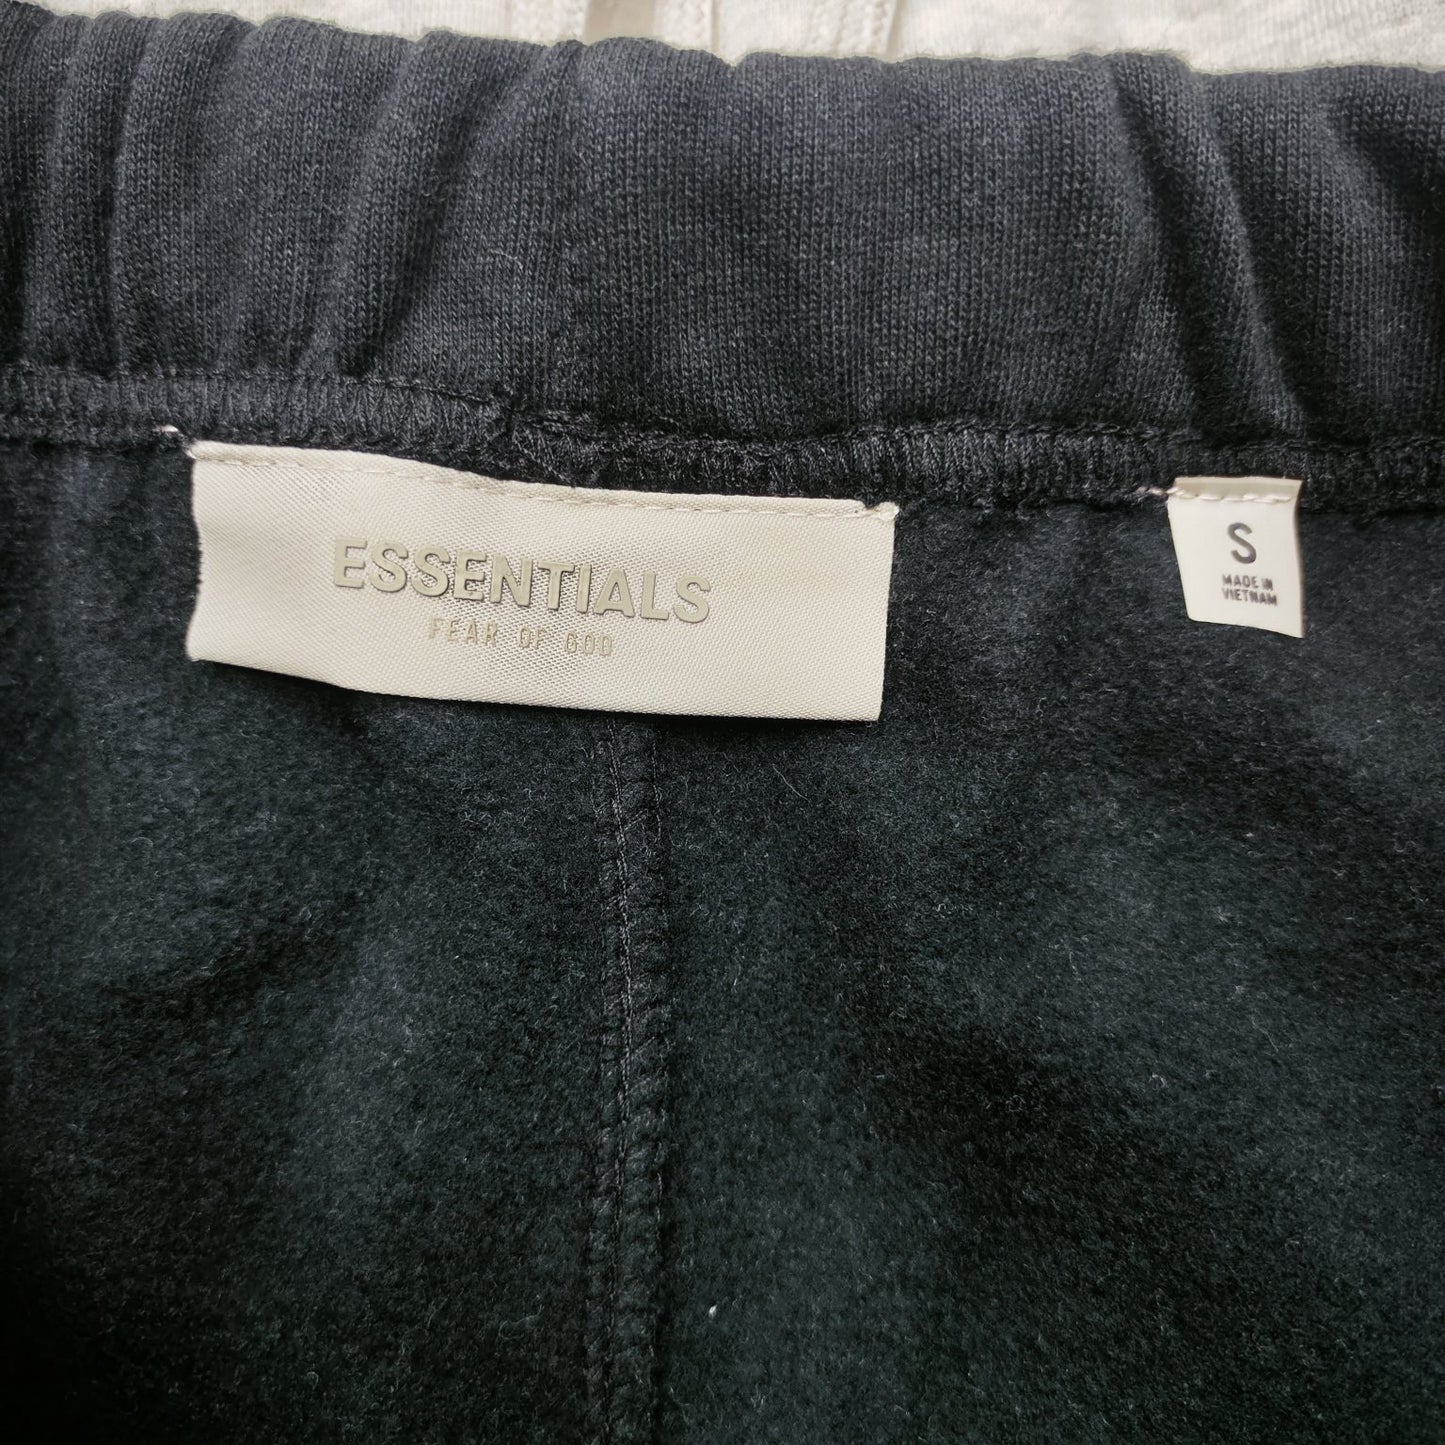 ESSENTIALS
FEAR OF GOD
S
MADE IN
VIETNAM